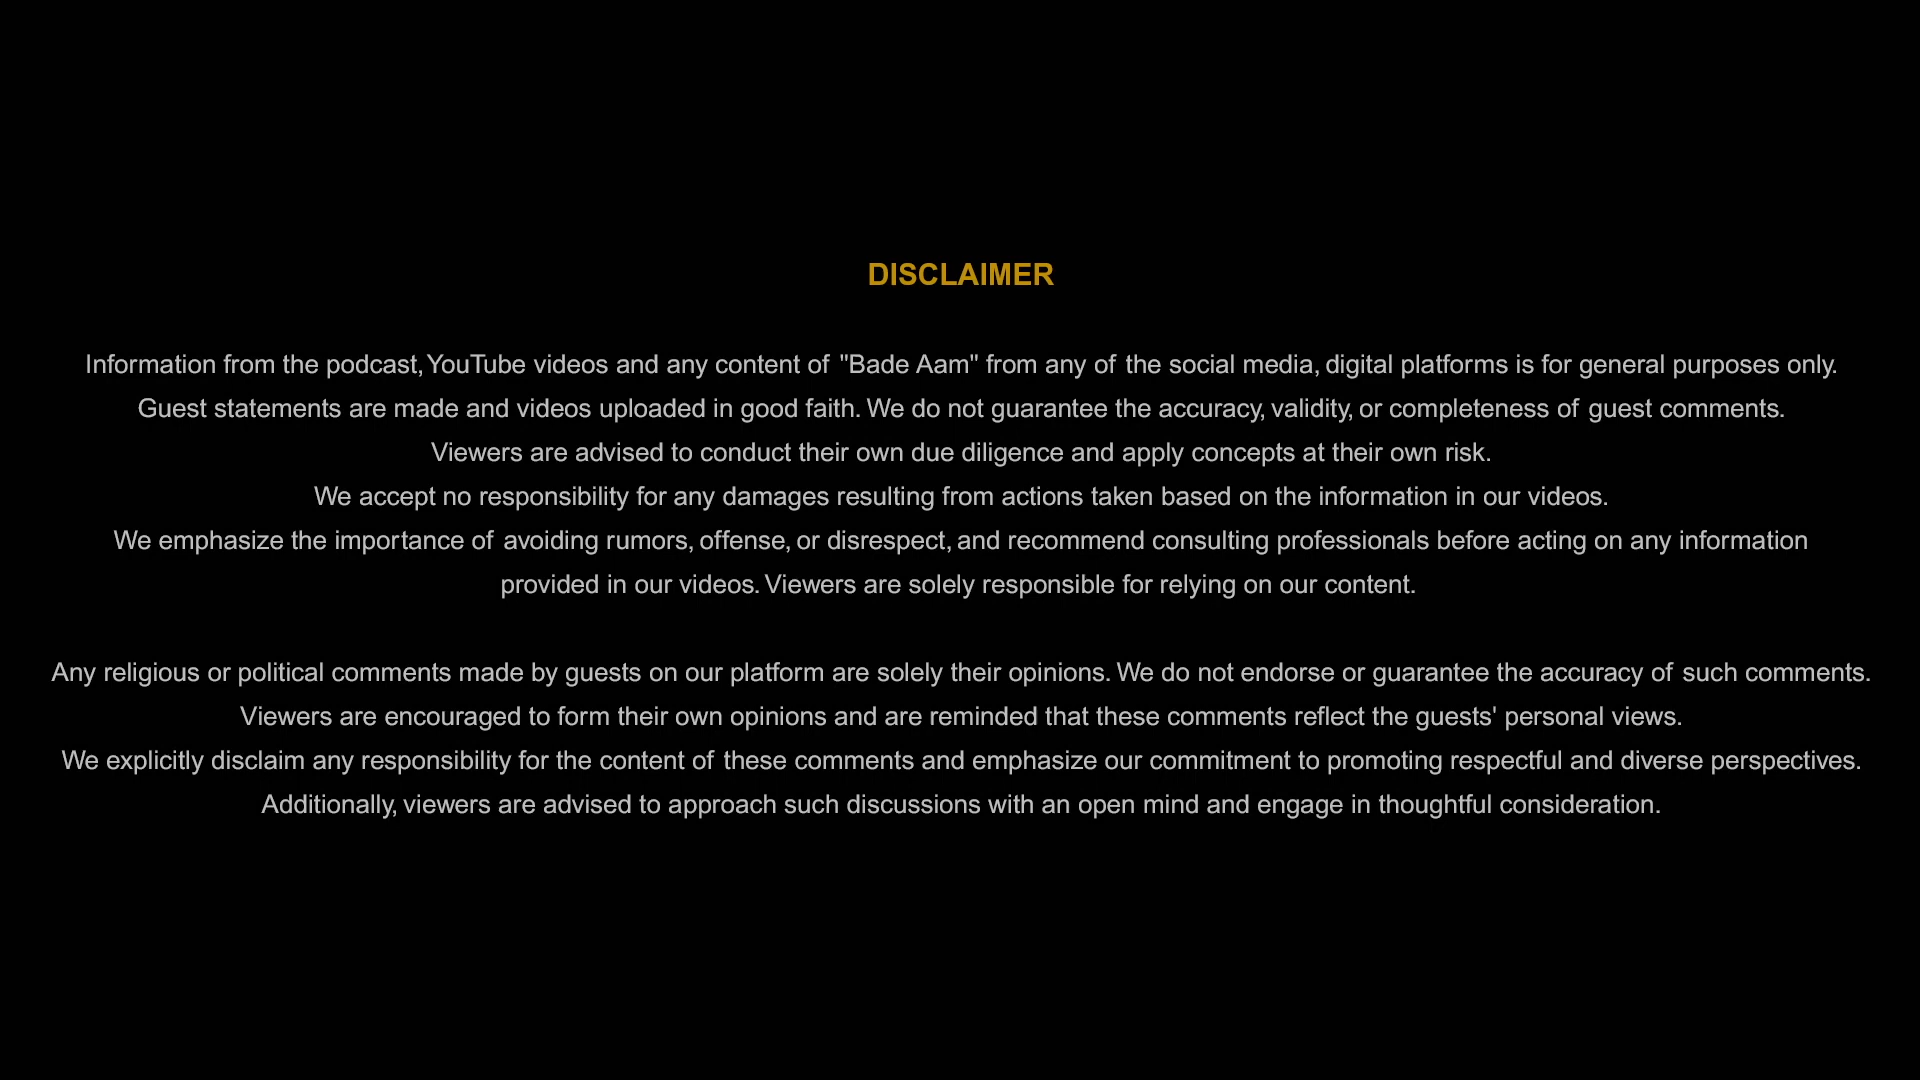 DISCLAIMER
Information from the podcast, YouTube videos and any content of "Bade Aam" from any of the social media, digital platforms is for general purposes only.
Guest statements are made and videos uploaded in good faith. We do not guarantee the accuracy, validity, or completeness of guest comments.
Viewers are advised to conduct their own due diligence and apply concepts at their own risk.
We accept no responsibility for any damages resulting from actions taken based on the information in our videos.
We emphasize the importance of avoiding rumors, offense, or disrespect, and recommend consulting professionals before acting on any information
provided in our videos. Viewers are solely responsible for relying on our content.
Any religious or political comments made by guests on our platform are solely their opinions. We do not endorse or guarantee the accuracy of such comments.
Viewers are encouraged to form their own opinions and are reminded that these comments reflect the guests' personal views.
We explicitly disclaim any responsibility for the content of these comments and emphasize our commitment to promoting respectful and diverse perspectives.
Additionally, viewers are advised to approach such discussions with an open mind and engage in thoughtful consideration.